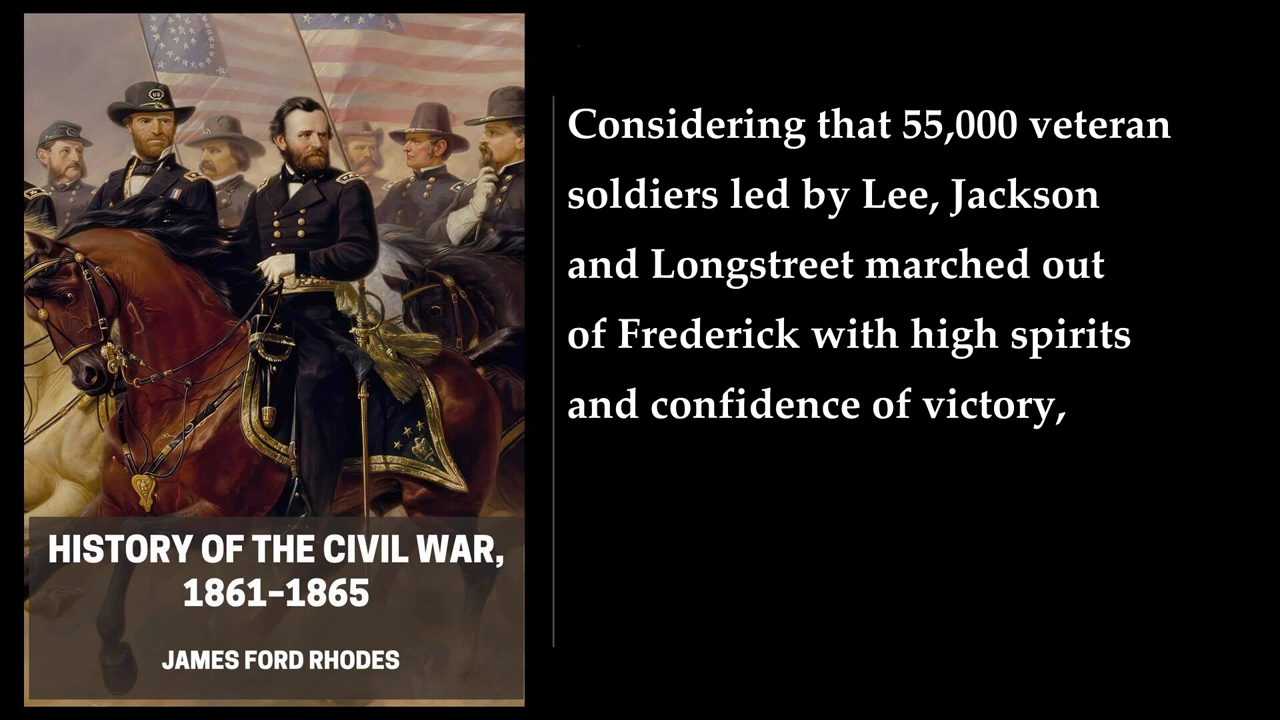 HISTORY OF THE CIVIL WAR,
1861–1865
JAMES FORD RHODES
Considering that 55,000 veteran
soldiers led by Lee, Jackson
and Longstreet marched out
of Frederick with high spirits
and confidence of victory,